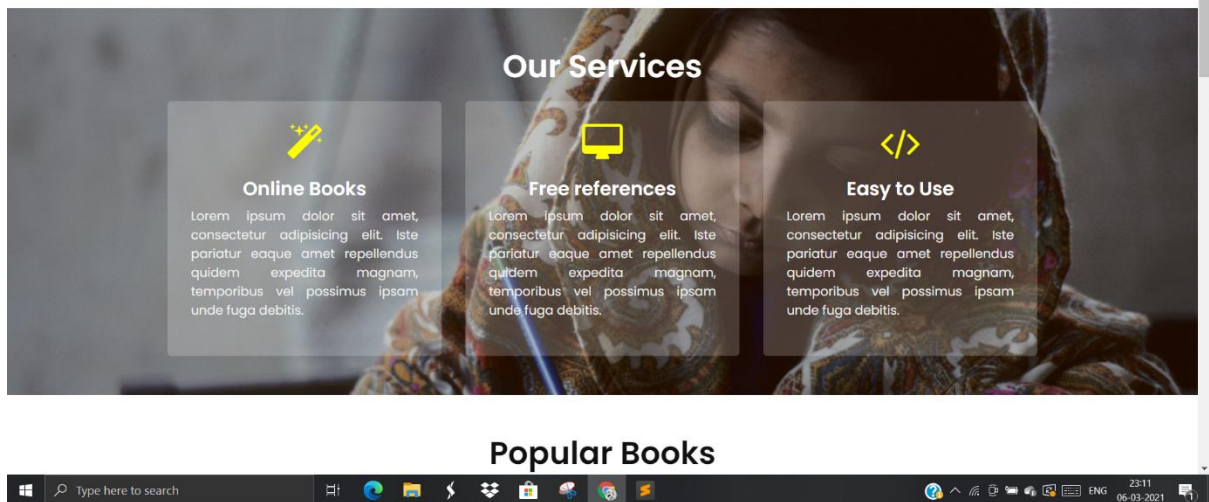 Our Services
Online Books
Lorem ipsum dolor sit amet,
consectetur adipisicing elit. Iste
pariatur eaque amet repellendus
quidem expedita magnam,
temporibus vel possimus ipsam
unde fuga debitis.
Free references
Lorem ipsum dolor sit amet,
consectetur adipisicing elit. Iste
pariatur eaque amet repellendus
quidem expedita magnam,
temporibus vel possimus ipsam
unde fuga debitis.
Easy to Use
Lorem ipsum dolor sit amet,
consectetur adipisicing elit. Iste
pariatur eaque amet repellendus
quidem expedita magnam,
temporibus vel possimus ipsam
unde fuga debitis.
Popular Books
Type here to search
ENG
23:11
06-03-2021
1